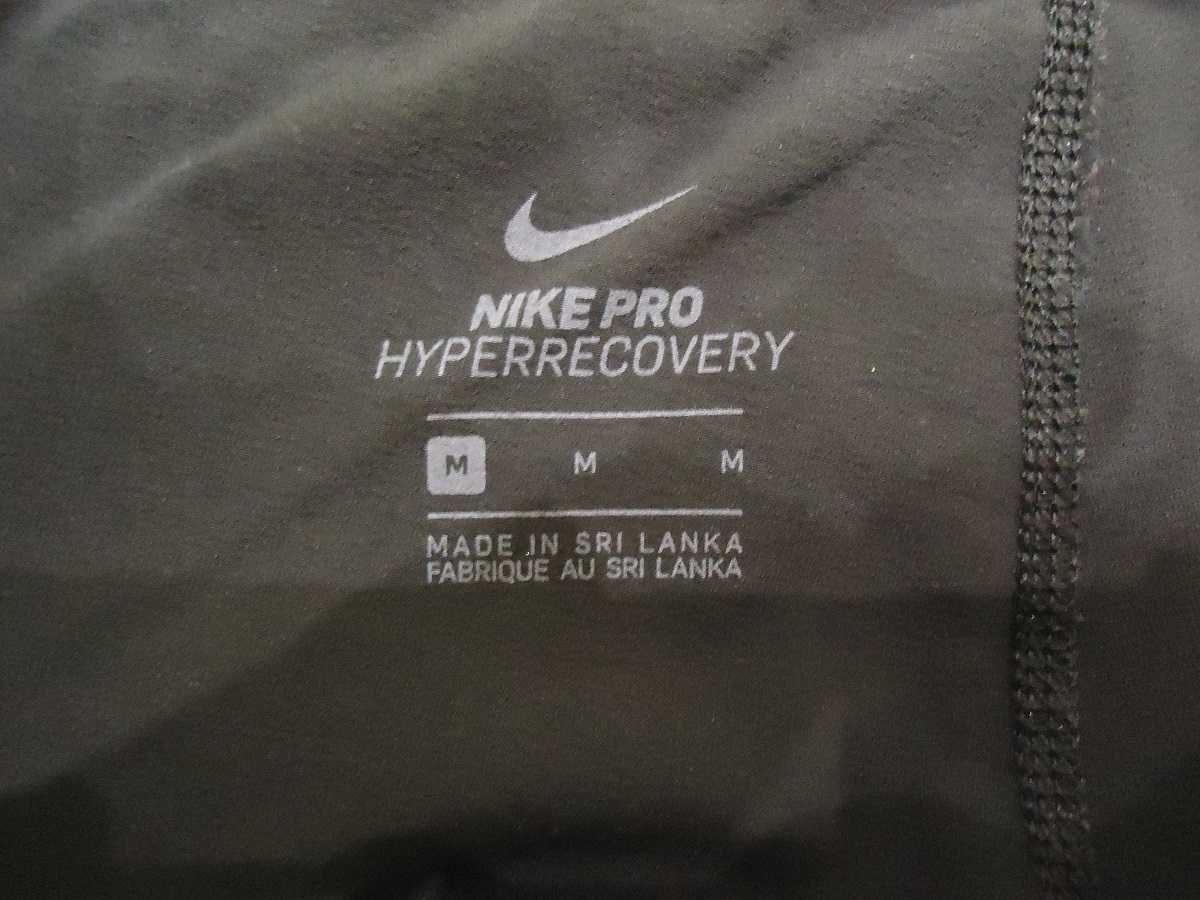 NIKE PRO
HYPERRECOVERY
M M M
MADE IN SRI LANKA
FABRIQUE AU SRI LANKA